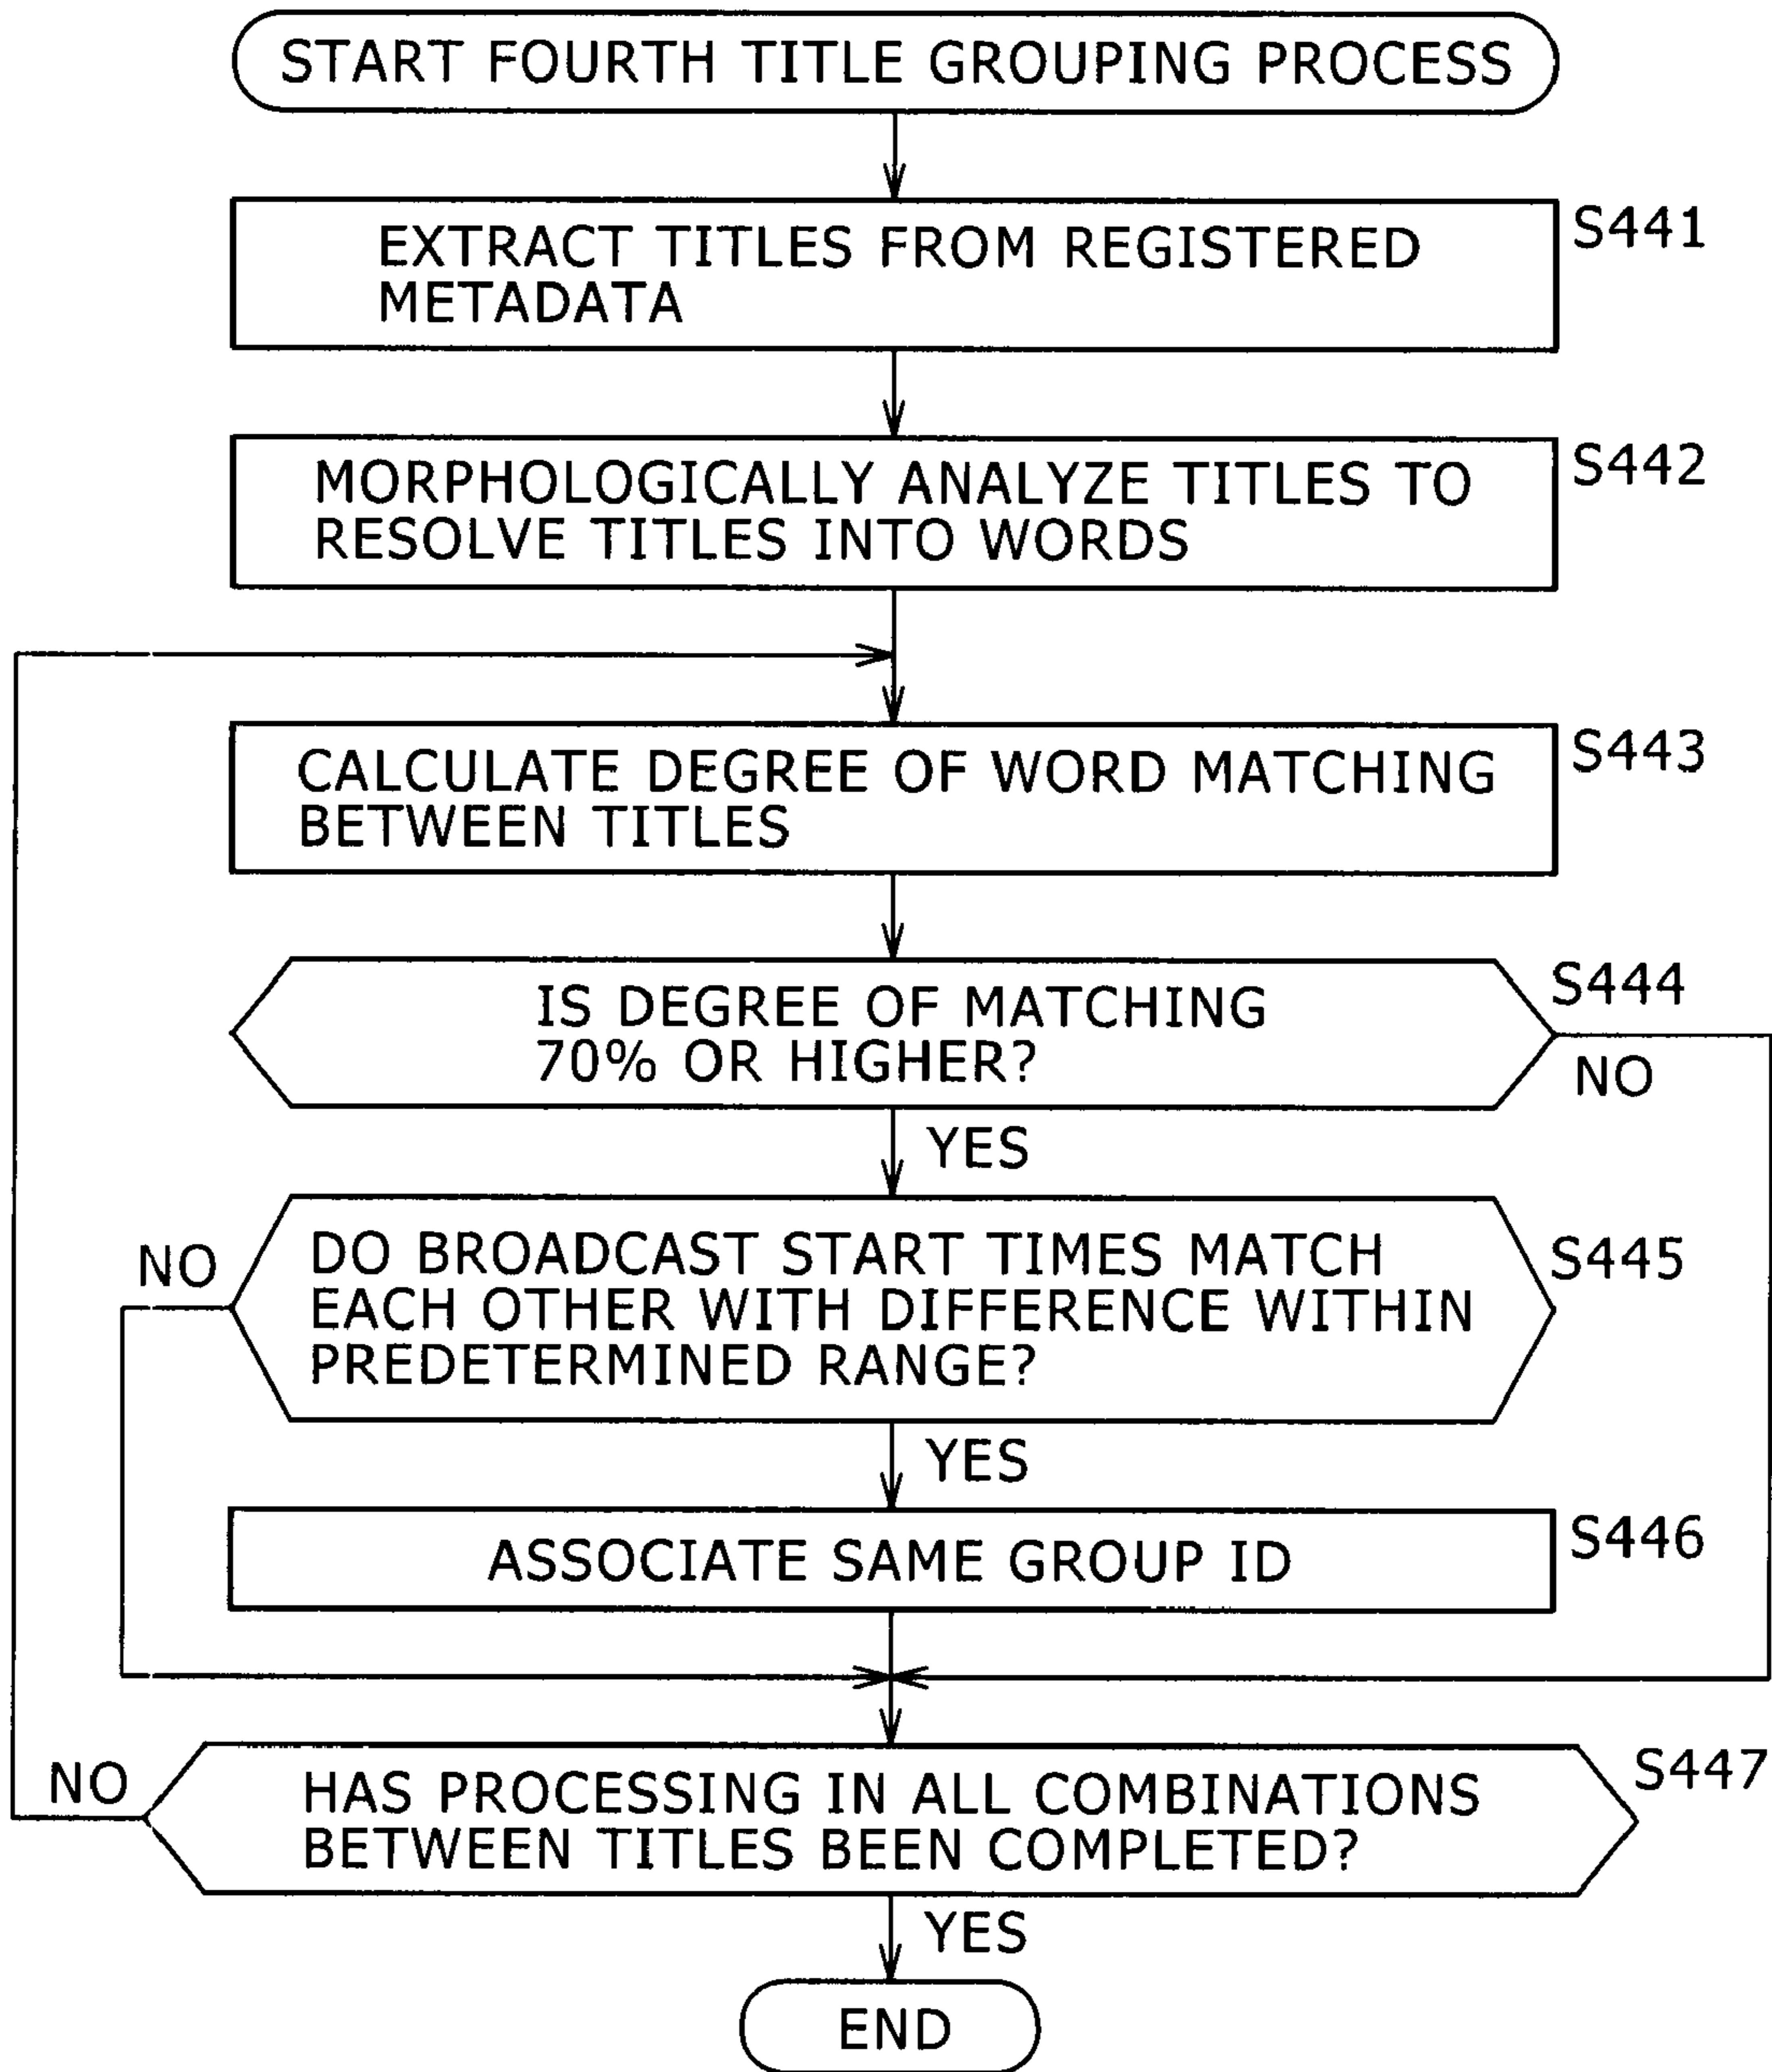 START FOURTH TITLE GROUPING PROCESS
S441
EXTRACT TITLES FROM REGISTERED
METADATA
S442
MORPHOLOGICALLY ANALYZE TITLES TO
RESOLVE TITLES INTO WORDS
S443
CALCULATE DEGREE OF WORD MATCHING
BETWEEN TITLES
S444
IS DEGREE OF MATCHING
70% OR HIGHER?
NO
YES
S445
NO
DO BROADCAST START TIMES MATCH
EACH OTHER WITH DIFFERENCE WITHIN
PREDETERMINED RANGE?
YES
S446
ASSOCIATE SAME GROUP ID
S447
NO
HAS PROCESSING IN ALL COMBINATIONS
BETWEEN TITLES BEEN COMPLETED?
YES
END